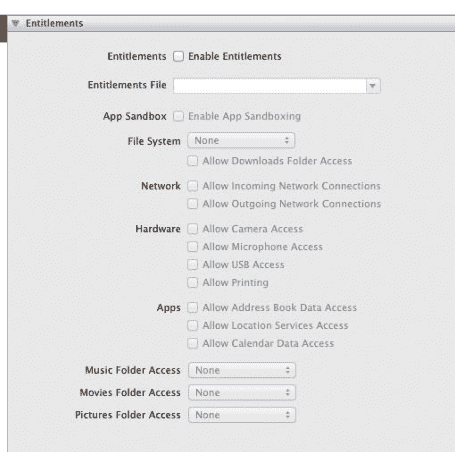 Entitlements
Entitlements Enable Entitlements
Entitlements File
App Sandbox Enable App Sandboxing
File System None
Allow Downloads Folder Access
Network Allow Incoming Network Connections
Allow Outgoing Network Connections
Hardware Allow Camera Access
Allow Microphone Access
Allow USB Access
Allow Printing
Apps Allow Address Book Data Access
Allow Location Services Access
Allow Calendar Data Access
Music Folder Access None
Movies Folder Access None
Pictures Folder Access None